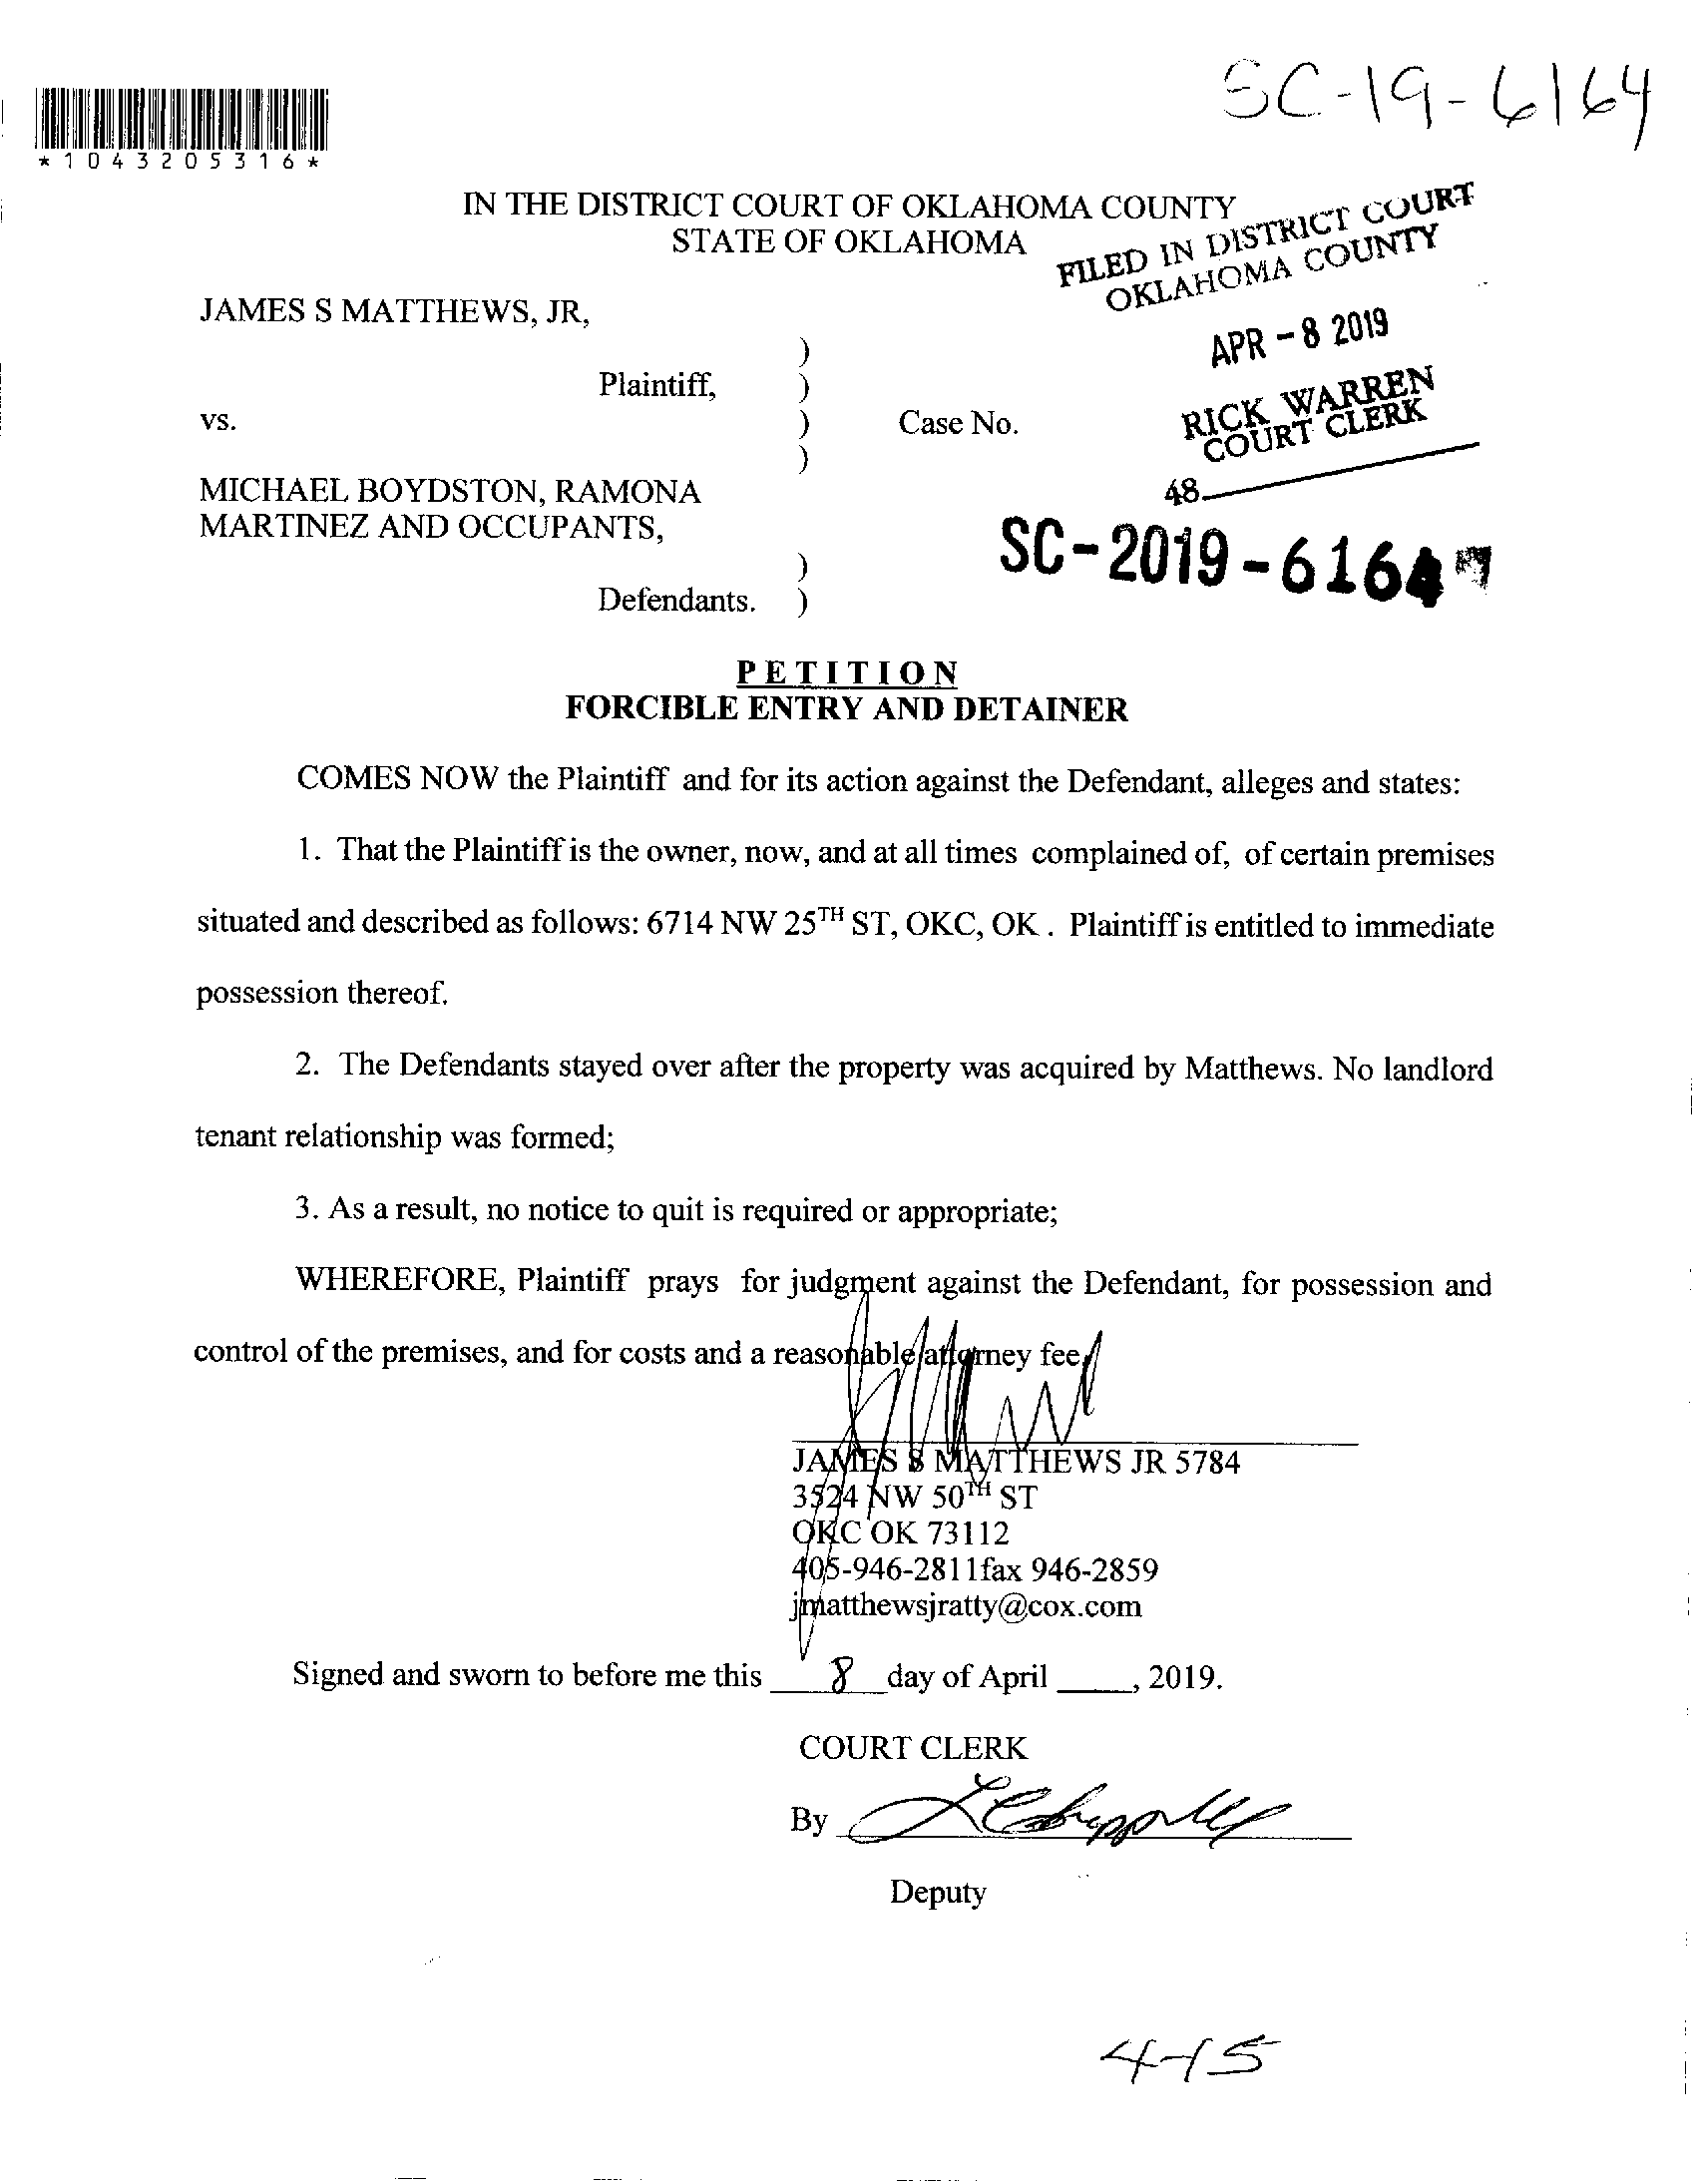 SC-19-6164
*1043205316*
IN THE DISTRICT COURT OF OKLAHOMA COUNTY
STATE OF OKLAHOMA
FILED IN DISTRICT COURT
OKLAHOMA COUNTY
JAMES S MATTHEWS, JR,
APR - 8 2019
)
Plaintiff, )
RICK WARREN
COURT CLERK
vs. ) Case No.
)
48
MICHAEL BOYDSTON, RAMONA
MARTINEZ AND OCCUPANTS,
SC-2019-6164
)
Defendants. )
PETITION
FORCIBLE ENTRY AND DETAINER
COMES NOW the Plaintiff and for its action against the Defendant, alleges and states:
1. That the Plaintiff is the owner, now, and at all times complained of, of certain premises
situated and described as follows: 6714 NW 25TH ST, OKC, OK . Plaintiff is entitled to immediate
possession thereof.
2. The Defendants stayed over after the property was acquired by Matthews. No landlord
tenant relationship was formed;
3. As a result, no notice to quit is required or appropriate;
WHEREFORE, Plaintiff prays for judgment against the Defendant, for possession and
control of the premises, and for costs and a reasonable attorney fee.
JAMES S MATTHEWS JR 5784
3524 NW 50TH ST
OKC OK 73112
405-946-2811fax 946-2859
jmatthewsjratty@cox.com
Signed and sworn to before me this 8 day of April ____, 2019.
COURT CLERK
By
Deputy
4-15